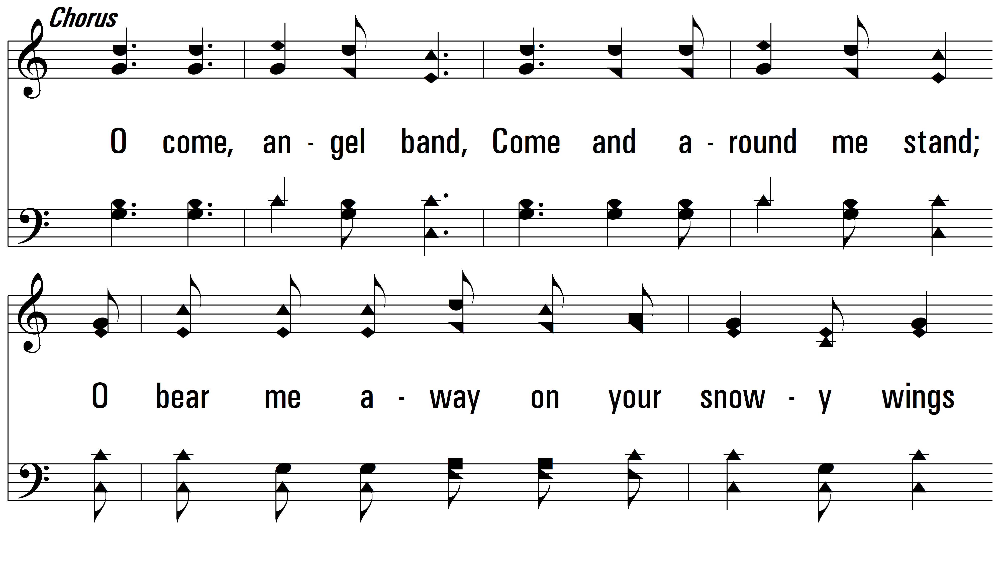 Chorus
O come, an - gel band, Come and a - round me stand;
O bear me a - way on your snow - y wings